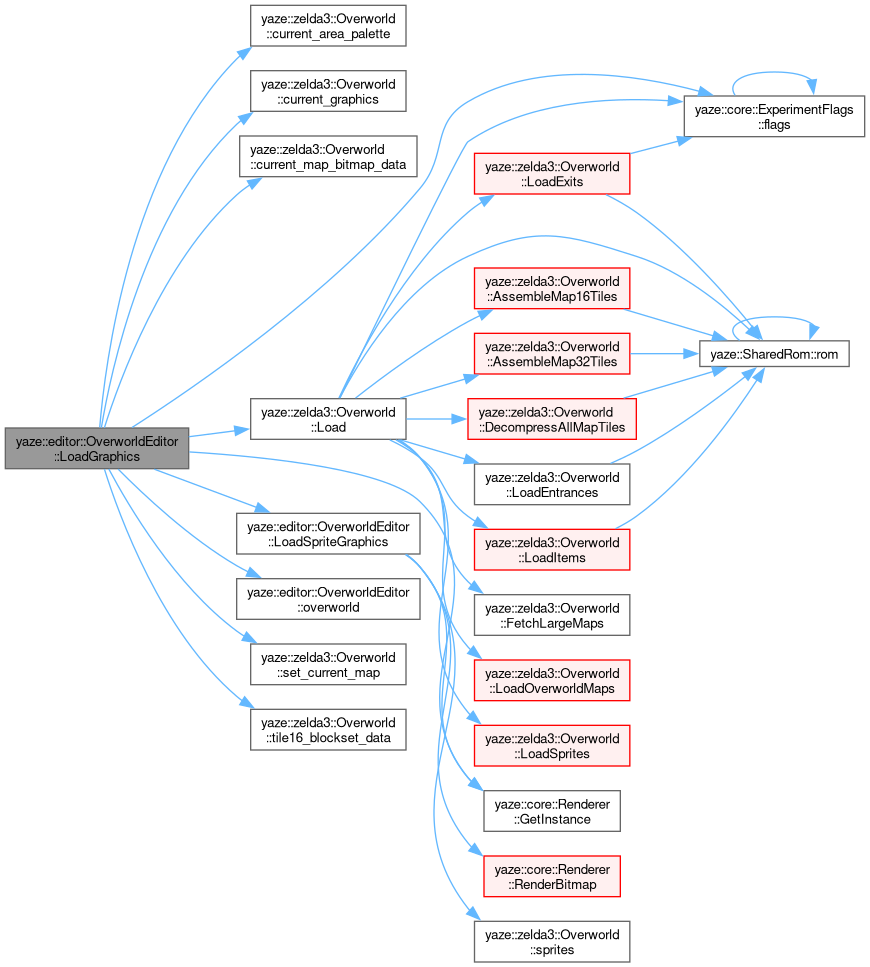 yaze::zelda3::Overworld
::current_area_palette
yaze::zelda3::Overworld
::current_graphics
yaze::zelda3::Overworld
::current_map_bitmap_data
yaze::core::ExperimentFlags
::flags
yaze::zelda3::Overworld
::LoadExits
yaze::zelda3::Overworld
::AssembleMap16Tiles
yaze::zelda3::Overworld
::AssembleMap32Tiles
yaze::SharedRom::rom
yaze::zelda3::Overworld
::Load
yaze::zelda3::Overworld
::DecompressAllMapTiles
yaze::editor::OverworldEditor
::LoadGraphics
yaze::zelda3::Overworld
::LoadEntrances
yaze::editor::OverworldEditor
::LoadSpriteGraphics
yaze::zelda3::Overworld
::LoadItems
yaze::editor::OverworldEditor
::overworld
yaze::zelda3::Overworld
::FetchLargeMaps
yaze::zelda3::Overworld
::set_current_map
yaze::zelda3::Overworld
::LoadOverworldMaps
yaze::zelda3::Overworld
::tile16_blockset_data
yaze::zelda3::Overworld
::LoadSprites
yaze::core::Renderer
::GetInstance
yaze::core::Renderer
::RenderBitmap
yaze::zelda3::Overworld
::sprites